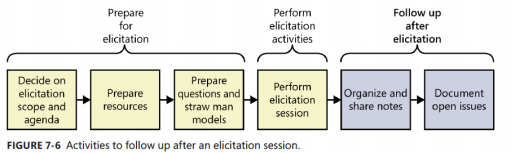 Prepare
for
elicitation
Perform
elicitation
activities
Follow up
after
elicitation
Decide on
elicitation
scope and
agenda
Prepare
resources
Prepare
questions and
straw man
models
Perform
elicitation
session
Organize and
share notes
Document
open issues
FIGURE 7-6 Activities to follow up after an elicitation session.